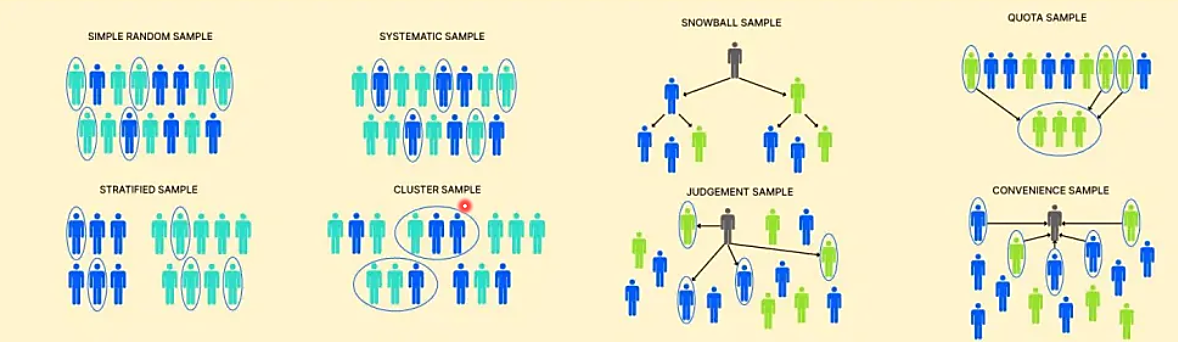 SIMPLE RANDOM SAMPLE
SYSTEMATIC SAMPLE
SNOWBALL SAMPLE
QUOTA SAMPLE
STRATIFIED SAMPLE
CLUSTER SAMPLE
JUDGEMENT SAMPLE
CONVENIENCE SAMPLE